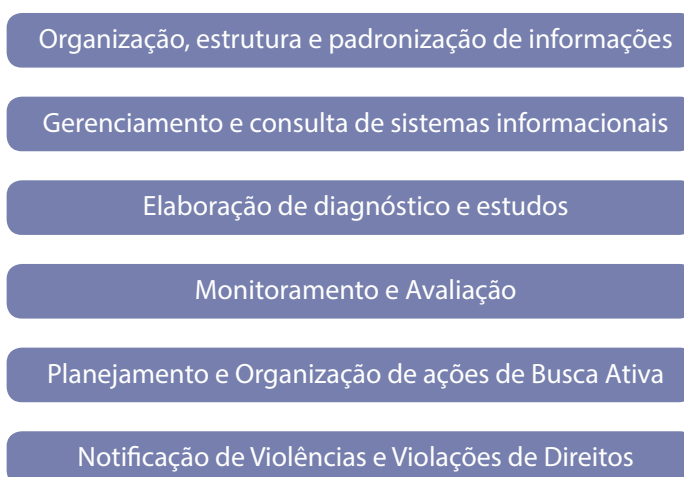 Organização, estrutura e padronização de informações
Gerenciamento e consulta de sistemas informacionais
Elaboração de diagnóstico e estudos
Monitoramento e Avaliação
Planejamento e Organização de ações de Busca Ativa
Notificação de Violências e Violações de Direitos